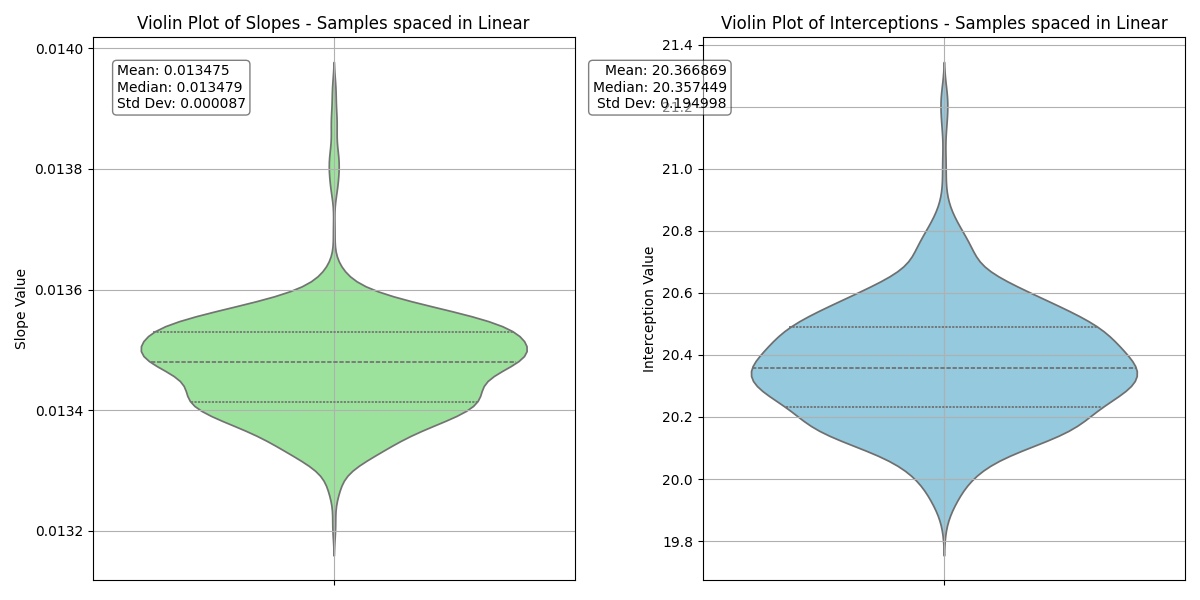 Violin Plot of Slopes - Samples spaced in Linear
Mean: 0.013475
Median: 0.013479
Std Dev: 0.000087
Slope Value
0.0140
0.0138
0.0136
0.0134
0.0132
Violin Plot of Interceptions - Samples spaced in Linear
Mean: 20.366869
Median: 20.357449
Std Dev: 0.194998
Interception Value
21.4
21.2
21.0
20.8
20.6
20.4
20.2
20.0
19.8